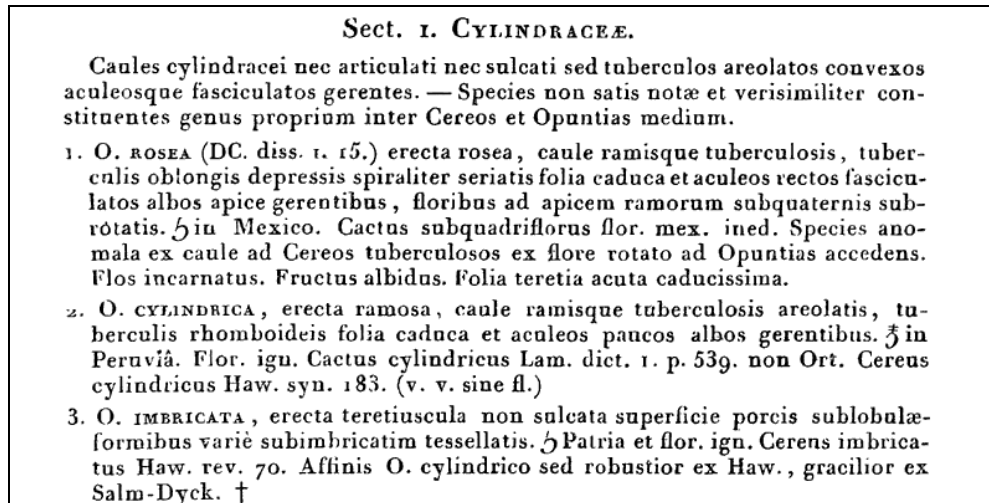 Sect. 1. CYLINDRACEÆ.
Caules cylindracei nec articulati nec sulcati sed tuberculos areolatos convexos
aculeosque fasciculatos gerentes. — Species non satis notæ et verisimiliter con-
stituentes genus proprium inter Cereos et Opuntias medium.
1. O. ROSEA (DC. diss. 1. 15.) erecta rosea, caule ramisque tuberculosis, tuber-
culis oblongis depressis spiraliter seriatis folia caduca et aculeos rectos fascicu-
latos albos apice gerentibus, floribus ad apicem ramorum subquaternis sub-
rotatis. ♄ in Mexico. Cactus subquadriflorus flor. mex. ined. Species ano-
mala ex caule ad Cereos tuberculosos ex flore rotato ad Opuntias accedens.
Flos incarnatus. Fructus albidus. Folia teretia acuta caducissima.
2. O. CYLINDRICA, erecta ramosa, caule ramisque tuberculosis areolatis, tu-
berculis rhomboideis folia caduca et aculeos paucos albos gerentibus. ♄ in
Peruviâ. Flor. ign. Cactus cylindricus Lam. dict. 1. p. 539. non Ort. Cereus
cylindricus Haw. syn. 183. (v. v. sine fl.)
3. O. IMBRICATA, erecta teretiuscula non sulcata superficie porcis sublobulæ-
formibus variè subimbricatim tessellatis. ♄ Patria et flor. ign. Cereus imbrica-
tus Haw. rev. 70. Affinis O. cylindrico sed robustior ex Haw., gracilior ex
Salm-Dyck. †